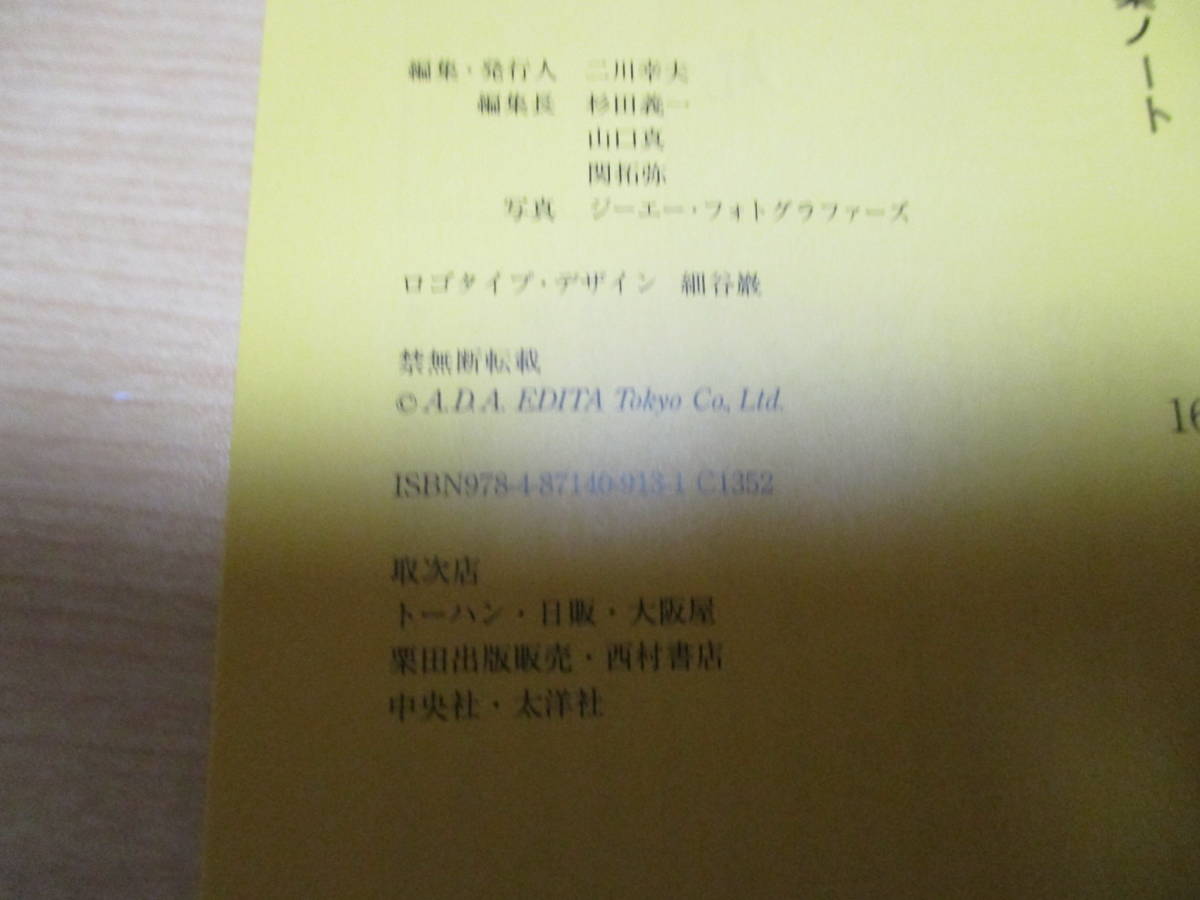 編集・発行人　二川幸夫
編集長　杉田義一
山口真
関拓弥
写真　ジーエー・フォトグラファーズ
ロゴタイプ・デザイン　細谷巖
禁無断転載
© A.D.A. EDITA Tokyo Co., Ltd.
ISBN978-4-87140-913-1 C1352
取次店
トーハン・日販・大阪屋
栗田出版販売・西村書店
中央社・太洋社
ノート
16